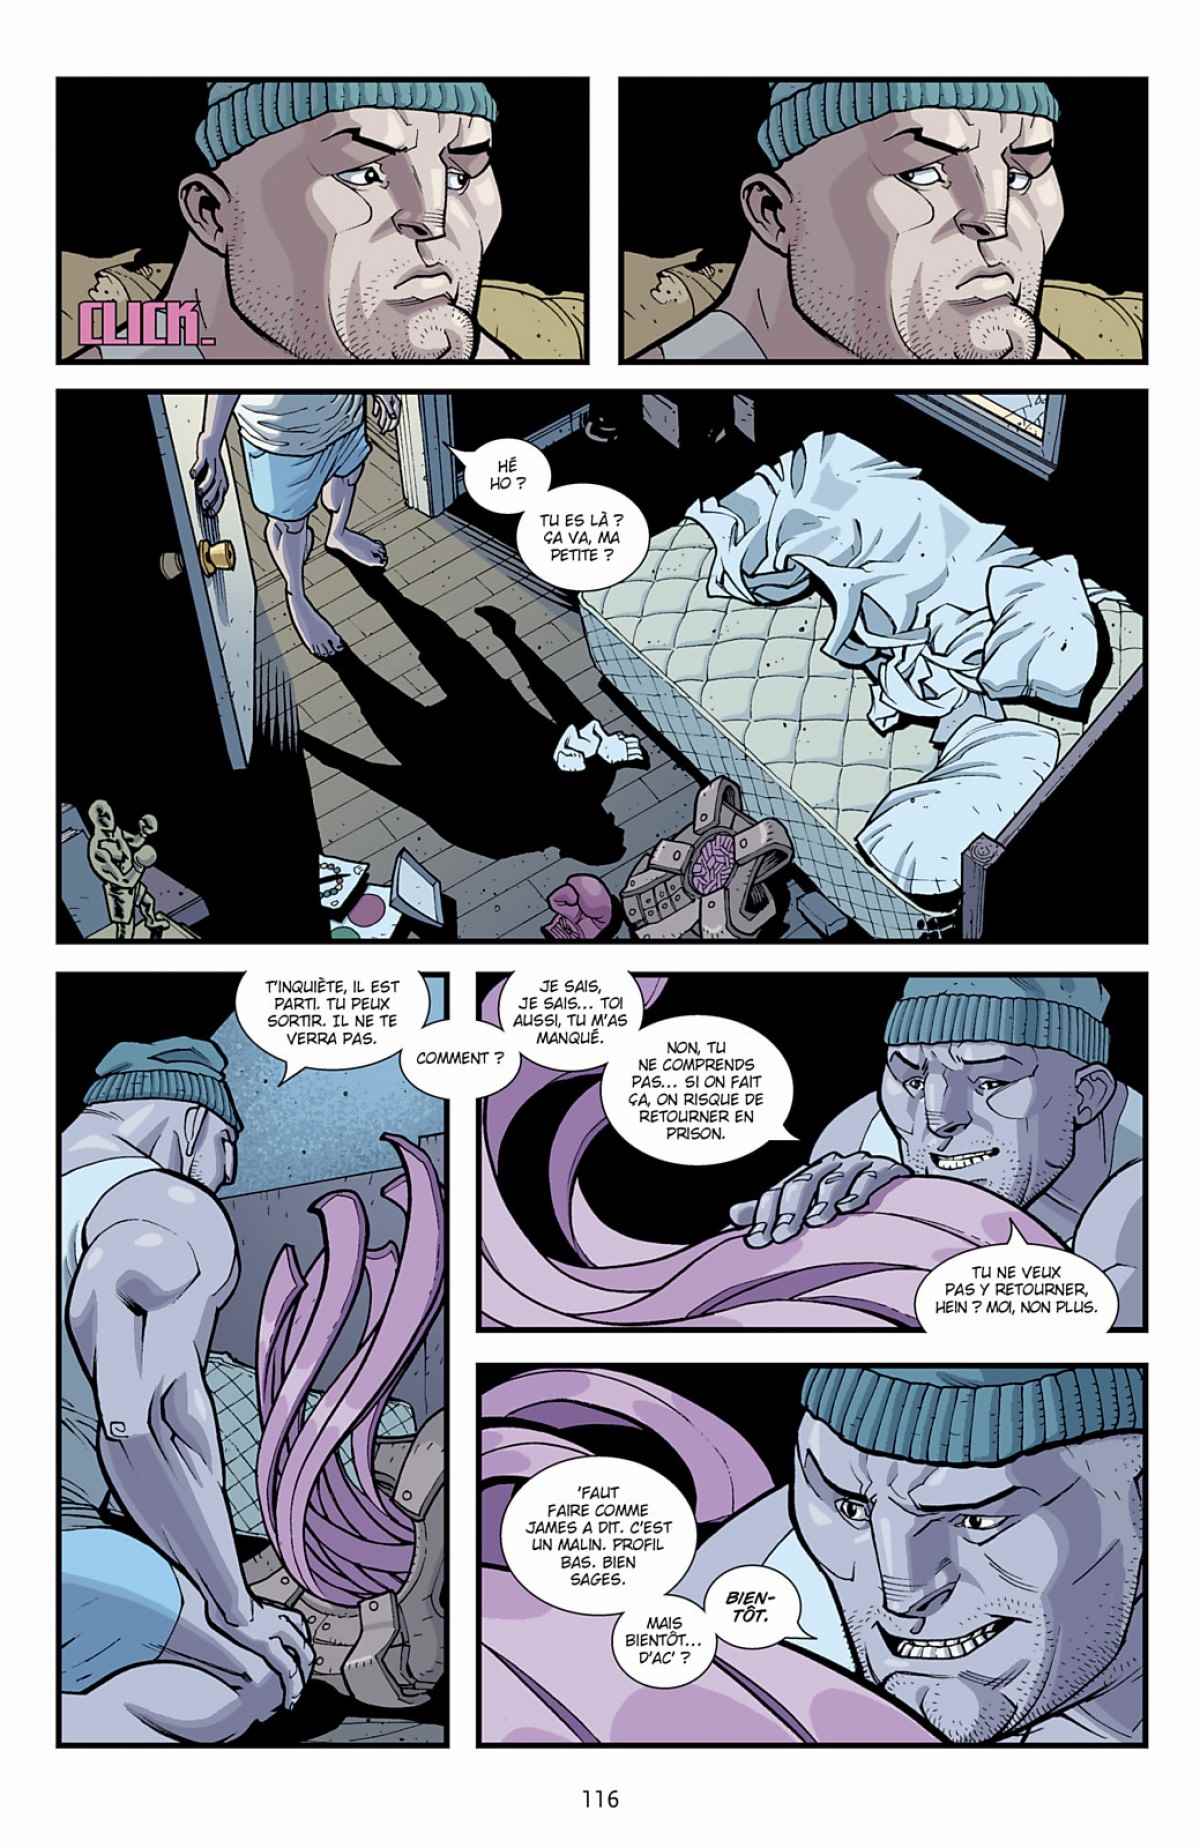 CLICK.
HÉ
HO ?
TU ES LÀ ?
ÇA VA, MA
PETITE ?
T'INQUIÈTE, IL EST
PARTI. TU PEUX
SORTIR. IL NE TE
VERRA PAS.
COMMENT ?
JE SAIS,
JE SAIS... TOI
AUSSI, TU M'AS
MANQUÉ.
NON, TU
NE COMPRENDS
PAS... SI ON FAIT
ÇA, ON RISQUE DE
RETOURNER EN
PRISON.
TU NE VEUX
PAS Y RETOURNER,
HEIN ? MOI, NON PLUS.
'FAUT
FAIRE COMME
JAMES A DIT. C'EST
UN MALIN. PROFIL
BAS. BIEN
SAGES.
MAIS
BIENTÔT...
D'AC' ?
BIEN-
TÔT.
116